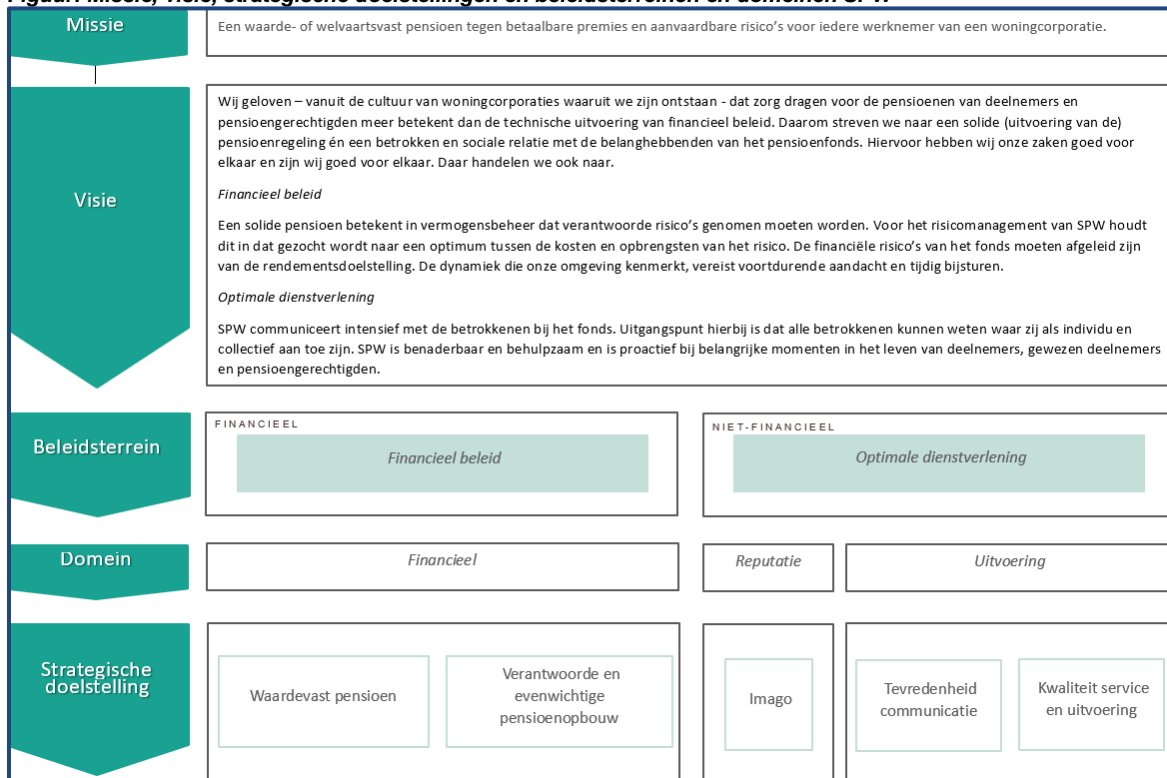 Figuur: Missie, visie, strategische doelstellingen en beleidsterreinen en domeinen SPW
Missie
Een waarde- of welvaartsvast pensioen tegen betaalbare premies en aanvaardbare risico’s voor iedere werknemer van een woningcorporatie.
Visie
Wij geloven – vanuit de cultuur van woningcorporaties waaruit we zijn ontstaan - dat zorg dragen voor de pensioenen van deelnemers en
pensioengerechtigden meer betekent dan de technische uitvoering van financieel beleid. Daarom streven we naar een solide (uitvoering van de)
pensioenregeling én een betrokken en sociale relatie met de belanghebbenden van het pensioenfonds. Hiervoor hebben wij onze zaken goed voor
elkaar en zijn wij goed voor elkaar. Daar handelen we ook naar.
Financieel beleid
Een solide pensioen betekent in vermogensbeheer dat verantwoorde risico’s genomen moeten worden. Voor het risicomanagement van SPW houdt
dit in dat gezocht wordt naar een optimum tussen de kosten en opbrengsten van het risico. De financiële risico’s van het fonds moeten afgeleid zijn
van de rendementsdoelstelling. De dynamiek die onze omgeving kenmerkt, vereist voortdurende aandacht en tijdig bijsturen.
Optimale dienstverlening
SPW communiceert intensief met de betrokkenen bij het fonds. Uitgangspunt hierbij is dat alle betrokkenen kunnen weten waar zij als individu en
collectief aan toe zijn. SPW is benaderbaar en behulpzaam en is proactief bij belangrijke momenten in het leven van deelnemers, gewezen deelnemers
en pensioengerechtigden.
Beleidsterrein
FINANCIEEL
Financieel beleid
NIET-FINANCIEEL
Optimale dienstverlening
Domein
Financieel
Reputatie
Uitvoering
Strategische
doelstelling
Waardevast pensioen
Verantwoorde en
evenwichtige
pensioenopbouw
Imago
Tevredenheid
communicatie
Kwaliteit service
en uitvoering